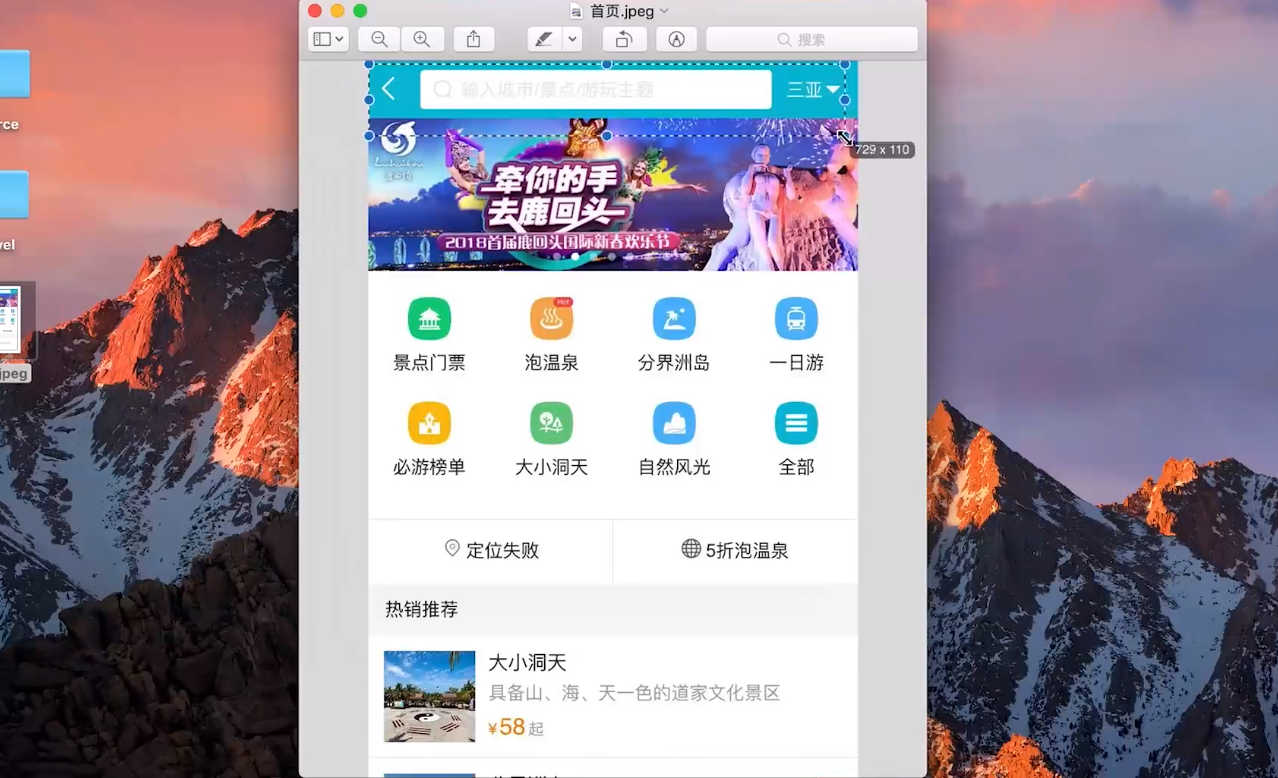 首页.jpeg
搜索
rce
输入城市/景点/游玩主题
三亚
729 x 110
牵你的手
去鹿回头
2018首届鹿回头国际新春欢乐节
vel
Hot
景点门票
泡温泉
分界洲岛
一日游
jpeg
必游榜单
大小洞天
自然风光
全部
定位失败
5折泡温泉
热销推荐
大小洞天
具备山、海、天一色的道家文化景区
¥58起